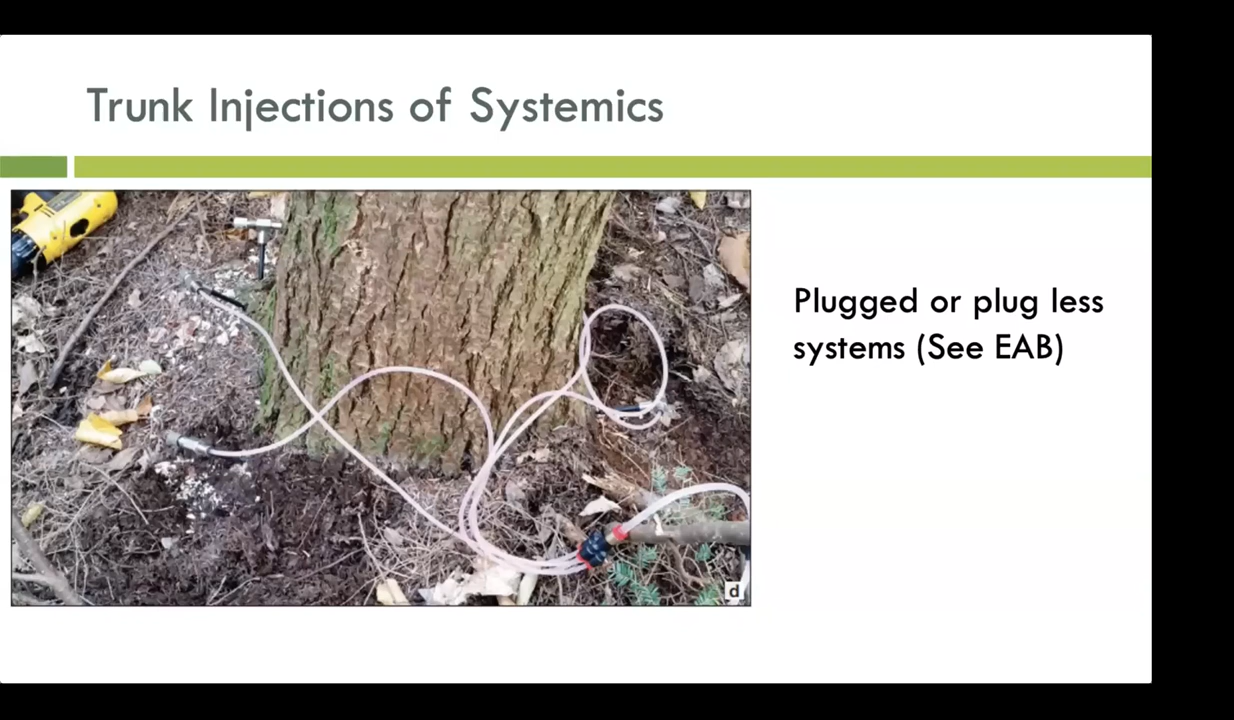 Trunk Injections of Systemics
Plugged or plug less
systems (See EAB)
d